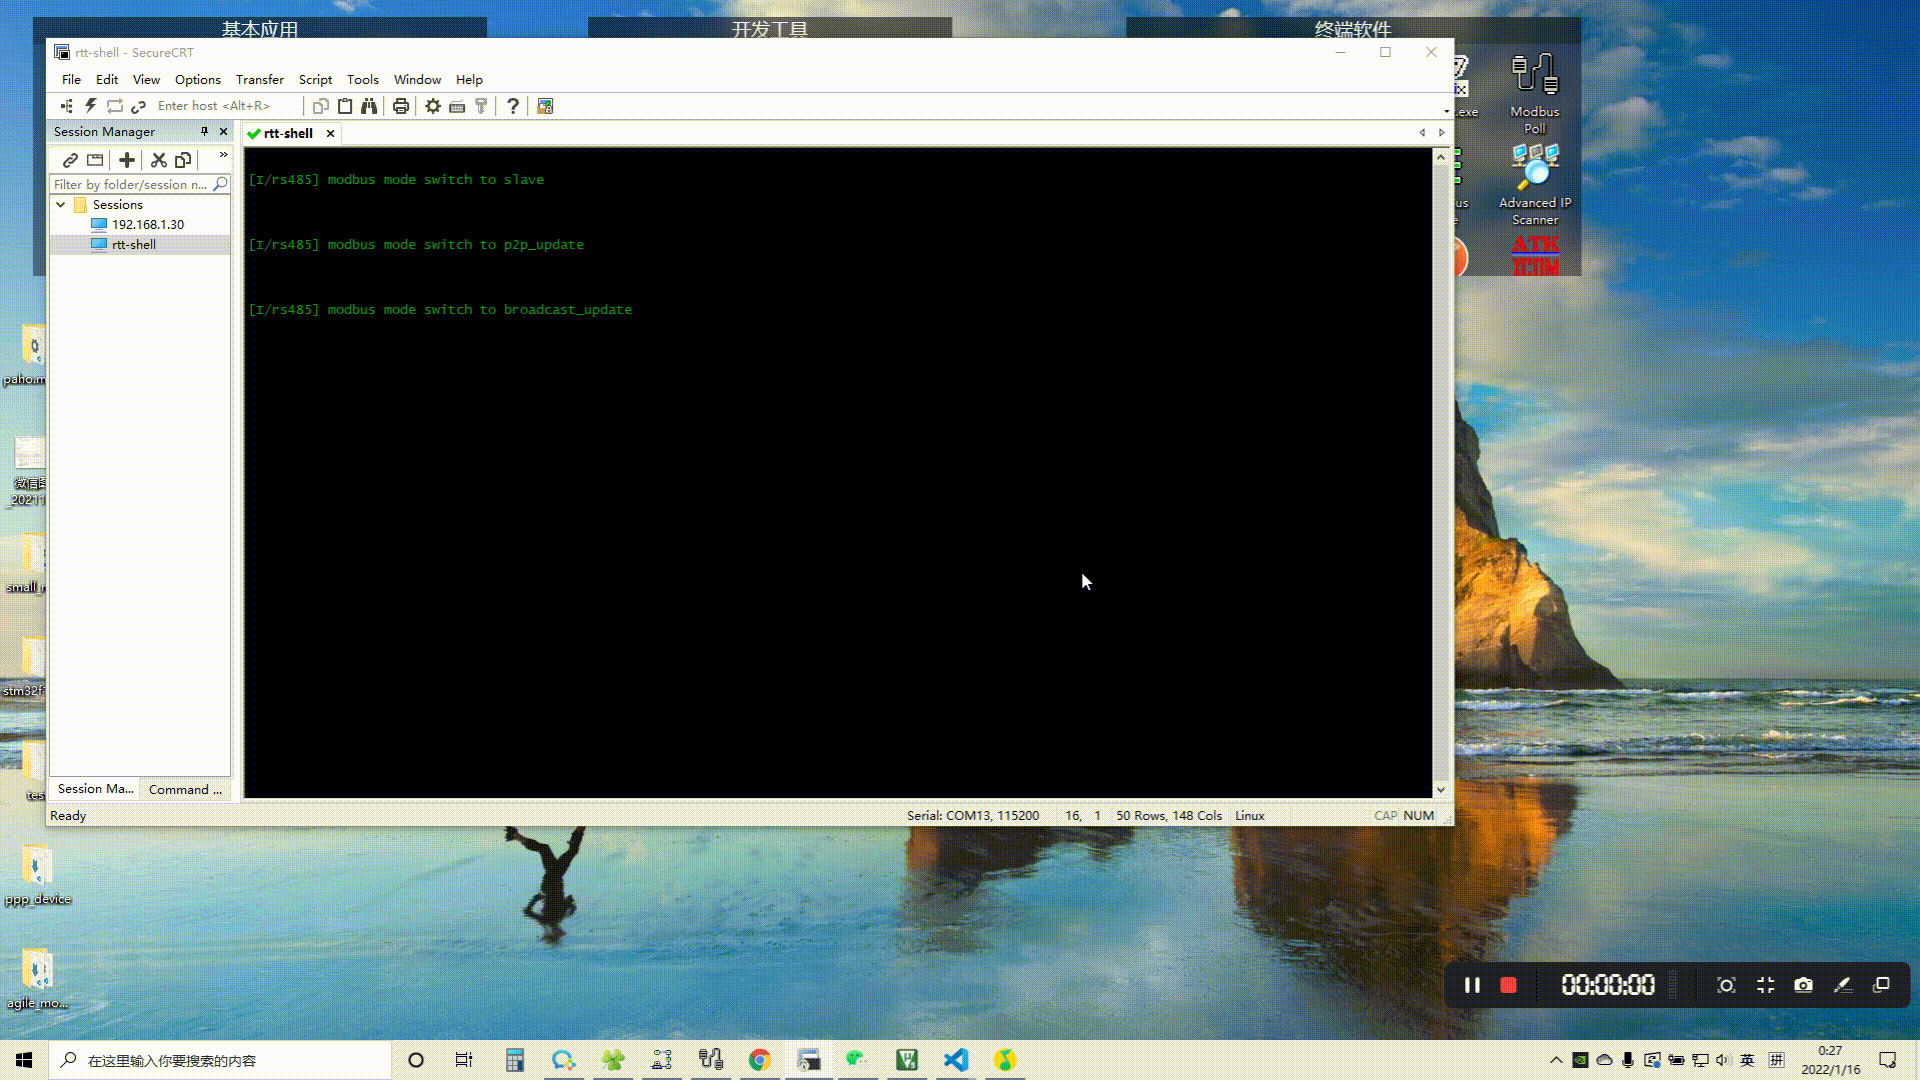 基本应用
开发工具
终端软件
rtt-shell - SecureCRT
File Edit View Options Transfer Script Tools Window Help
Enter host <Alt+R>
Session Manager
rtt-shell
Filter by folder/session n...
Sessions
192.168.1.30
rtt-shell
[I/rs485] modbus mode switch to slave
[I/rs485] modbus mode switch to p2p_update
[I/rs485] modbus mode switch to broadcast_update
Session Ma...
Command ...
Ready
Serial: COM13, 115200
16, 1
50 Rows, 148 Cols
Linux
CAP NUM
.exe
Modbus
Poll
us
Advanced IP
Scanner
ATK
XCOM
paho.m
微信图
_20211
small_r
stm32f
tes
ppp_device
agile_mo...
00:00:00
在这里输入你要搜索的内容
英
拼
0:27
2022/1/16